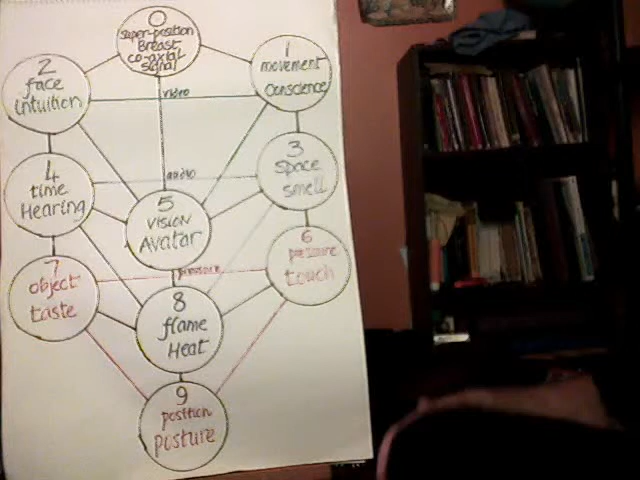 0
super-position
Breast
co-axial
signal
1
movement
conscience
2
face
intuition
video
3
space
smell
4
time
Hearing
audio
5
VISION
Avatar
6
pressure
touch
7
object
taste
pressure
8
flame
Heat
9
position
posture